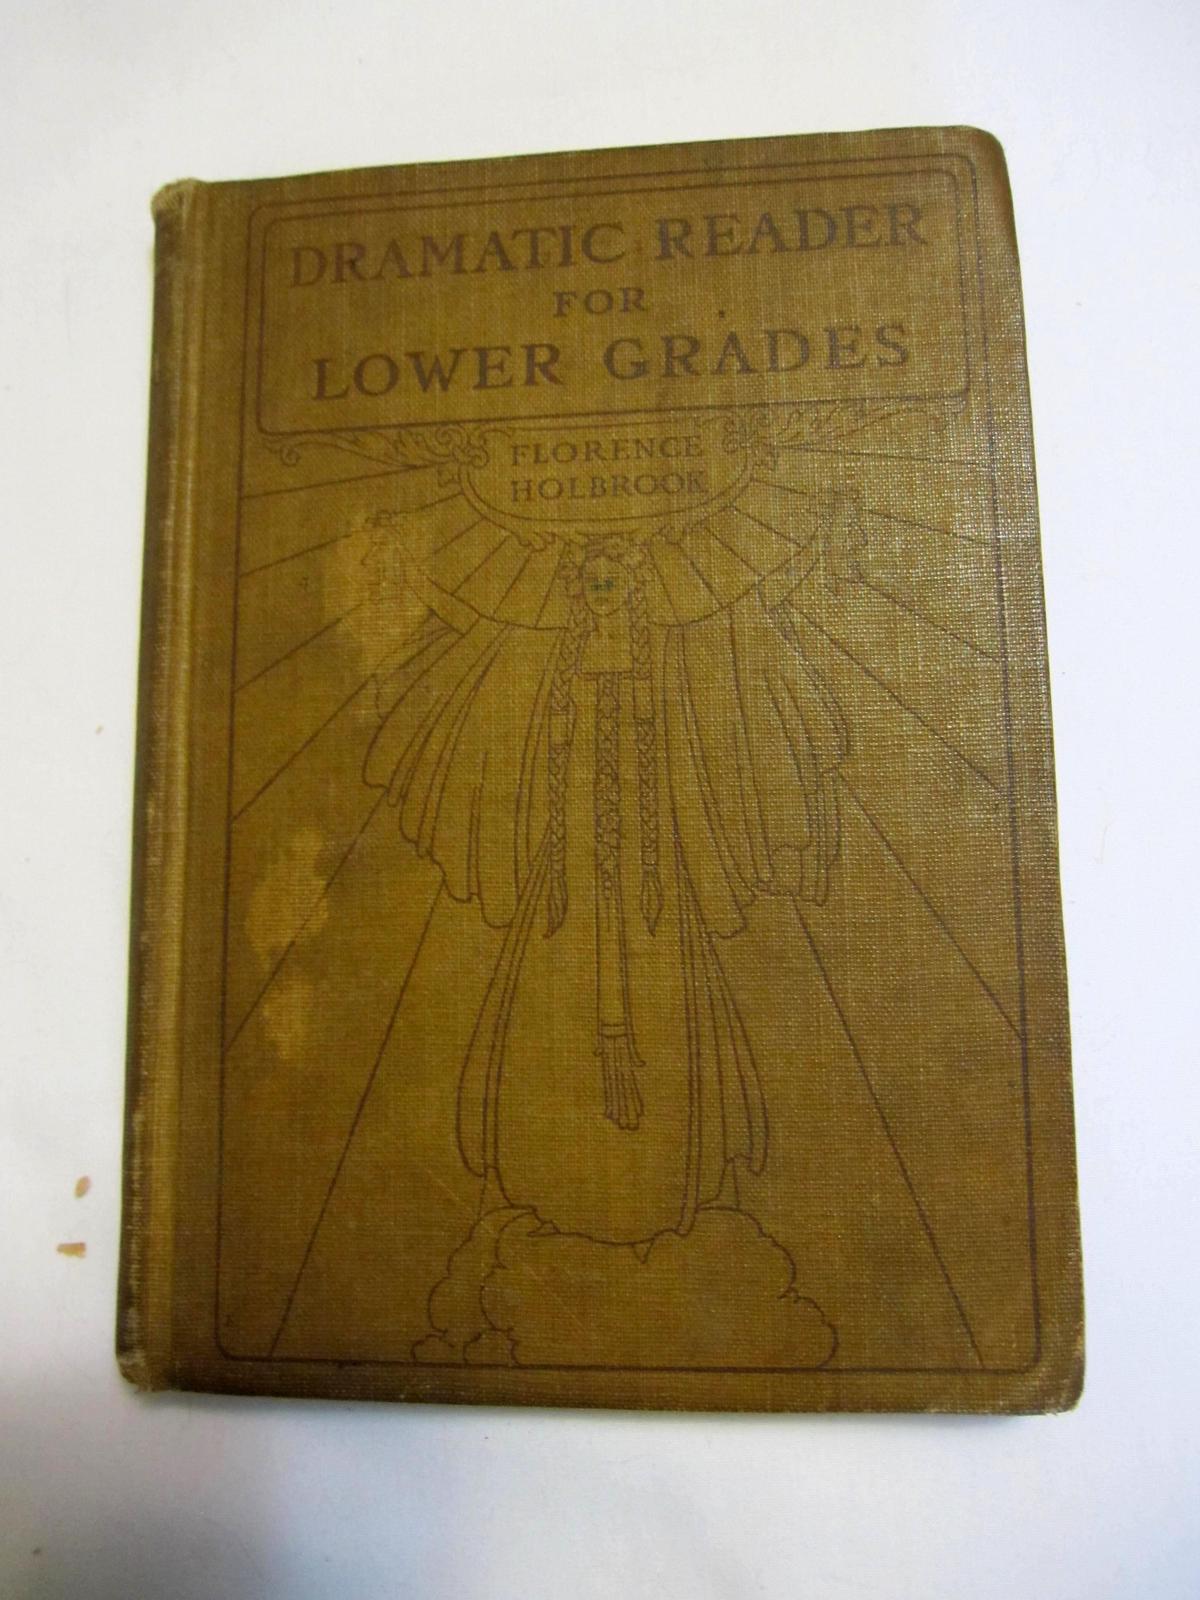 DRAMATIC READER
FOR
LOWER GRADES
FLORENCE
HOLBROOK